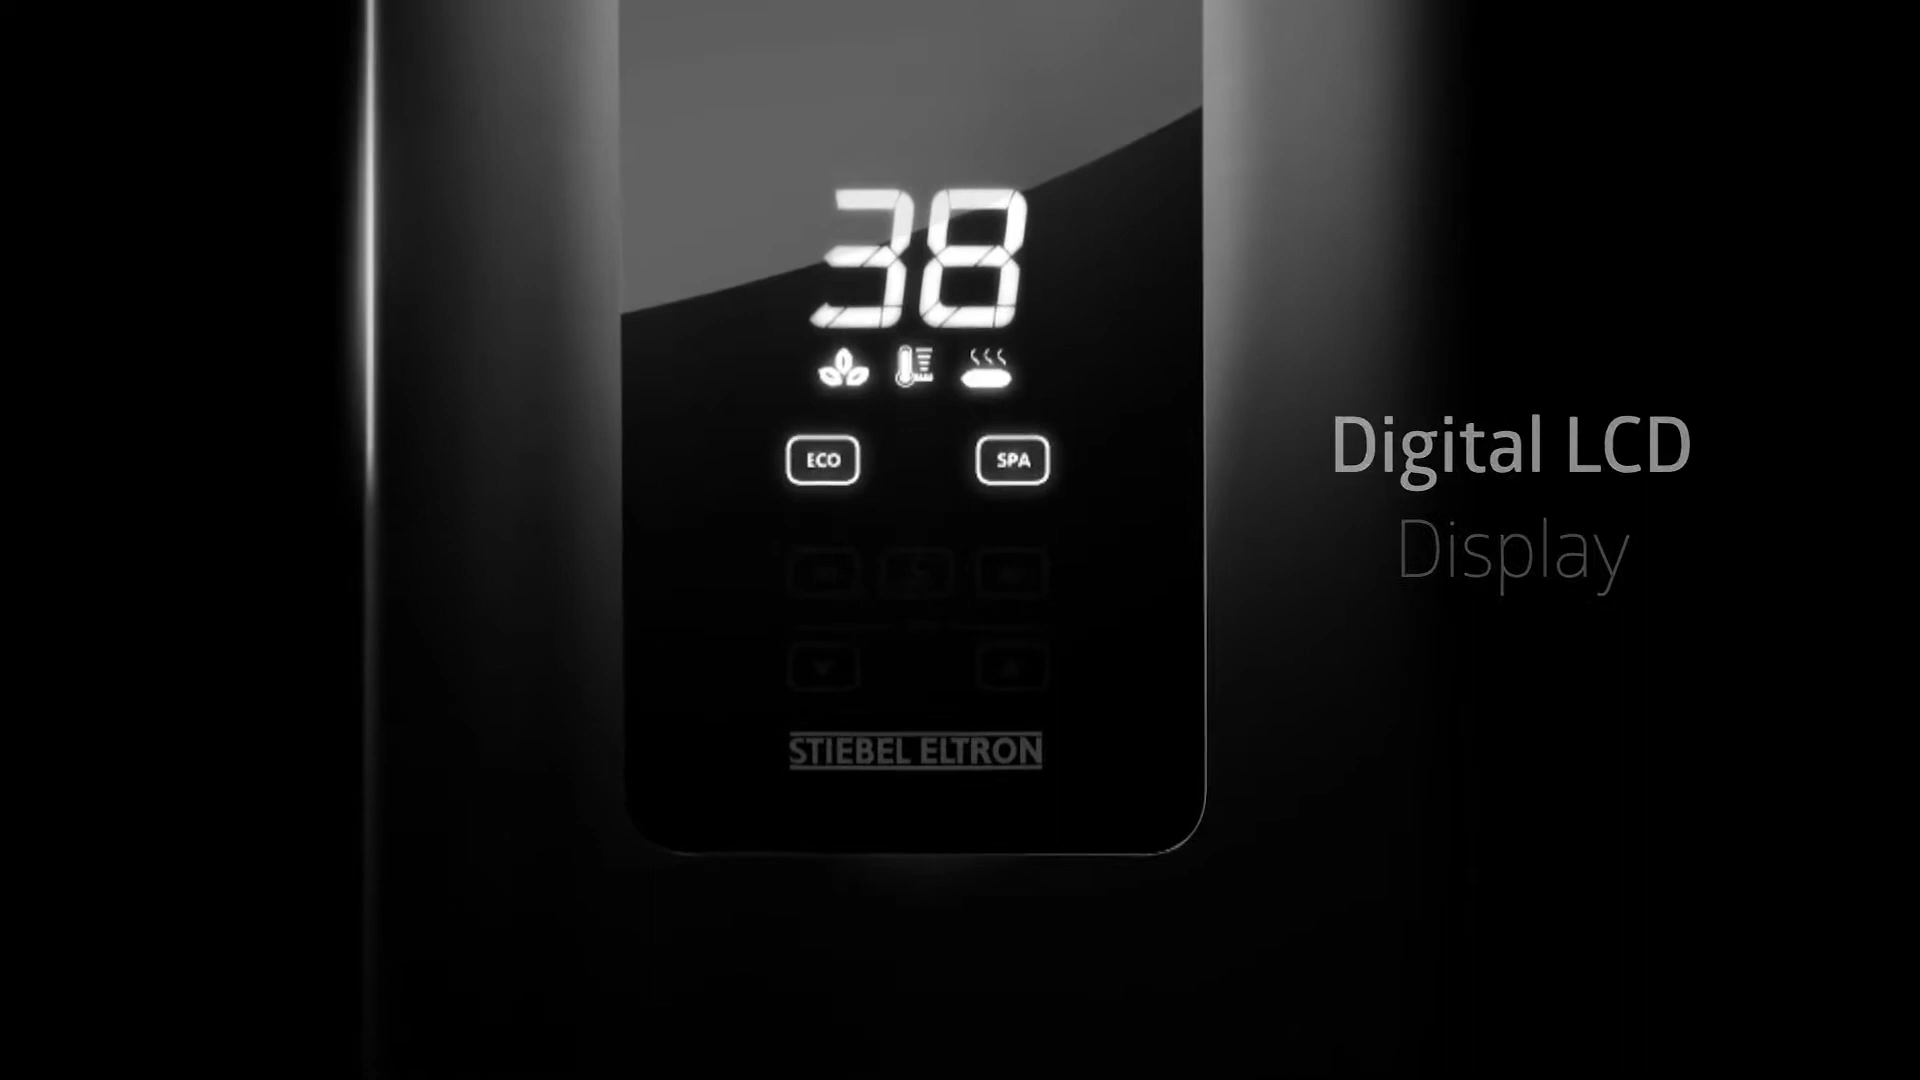 38
ECO SPA
Digital LCD
Display
STIEBEL ELTRON